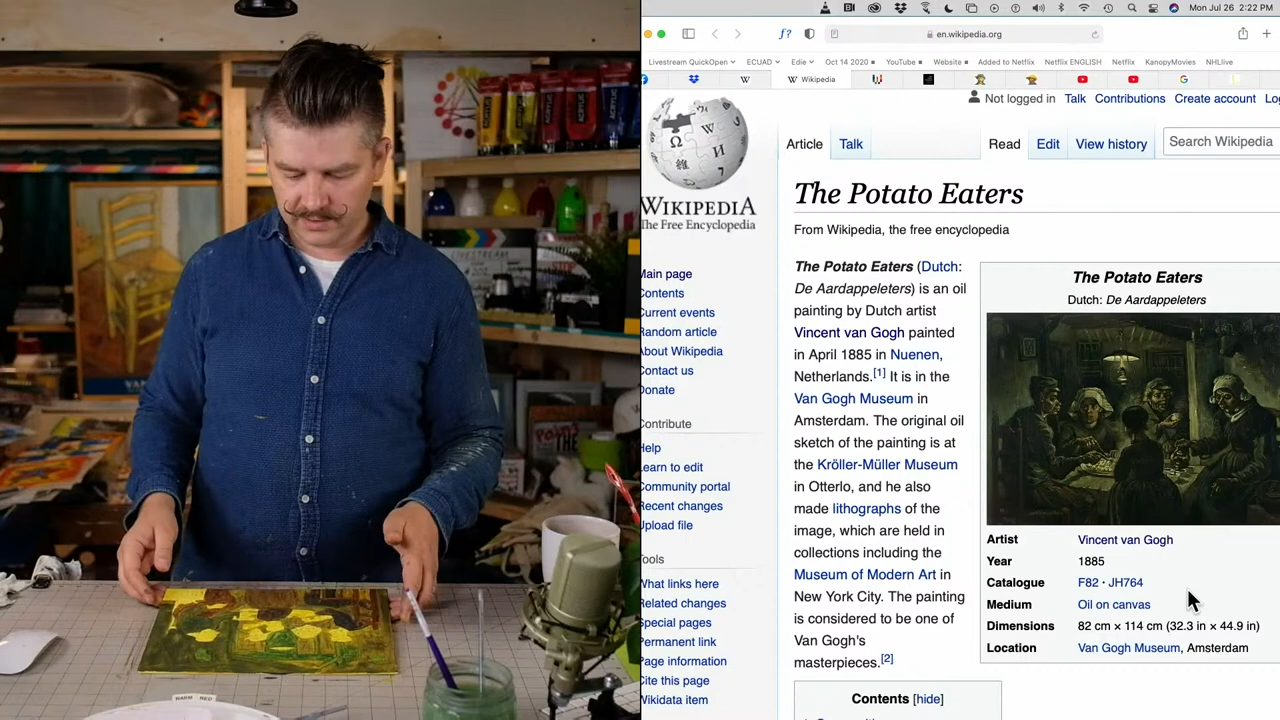 VAN
ACRYLIC
ACRYLIC
LIVESTREAM
Paint
THE
WARM RED
Mon Jul 26 2:22 PM
en.wikipedia.org
Livestream QuickOpen
ECUAD
Edie
Oct 14 2020
YouTube
Website
Added to Netflix
Netflix ENGLISH
Netflix
KanopyMovies
NHLlive
Wikipedia
Not logged in
Talk
Contributions
Create account
Lo
WIKIPEDIA
The Free Encyclopedia
Article
Talk
Read
Edit
View history
Search Wikipedia
Main page
Contents
Current events
Random article
About Wikipedia
Contact us
Donate
Contribute
Help
Learn to edit
Community portal
Recent changes
Upload file
Tools
What links here
Related changes
Special pages
Permanent link
Page information
Cite this page
Wikidata item
The Potato Eaters
From Wikipedia, the free encyclopedia
The Potato Eaters (Dutch:
De Aardappeleters) is an oil
painting by Dutch artist
Vincent van Gogh painted
in April 1885 in Nuenen,
Netherlands.[1] It is in the
Van Gogh Museum in
Amsterdam. The original oil
sketch of the painting is at
the Kröller-Müller Museum
in Otterlo, and he also
made lithographs of the
image, which are held in
collections including the
Museum of Modern Art in
New York City. The painting
is considered to be one of
Van Gogh's
masterpieces.[2]
Contents [hide]
The Potato Eaters
Dutch: De Aardappeleters
Artist Vincent van Gogh
Year 1885
Catalogue F82 · JH764
Medium Oil on canvas
Dimensions 82 cm × 114 cm (32.3 in × 44.9 in)
Location Van Gogh Museum, Amsterdam